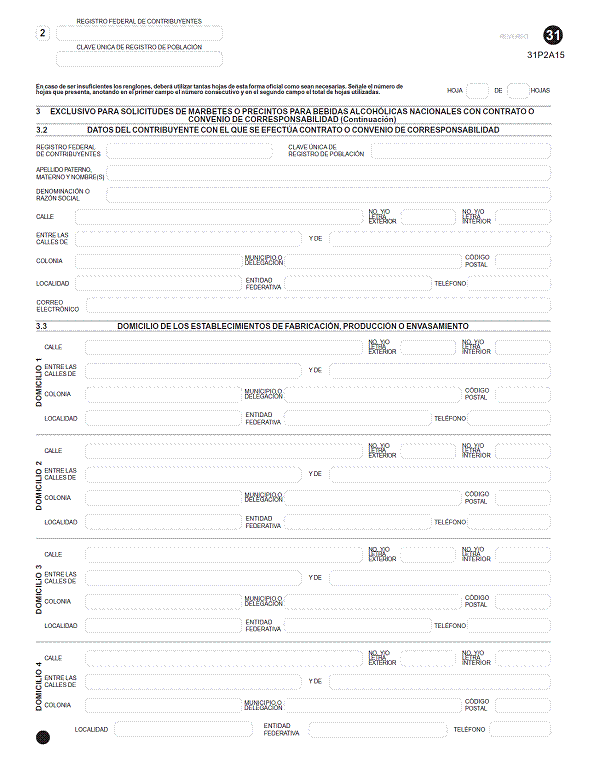 REGISTRO FEDERAL DE CONTRIBUYENTES
2
CLAVE ÚNICA DE REGISTRO DE POBLACIÓN
REVERSO
31
31P2A15
En caso de ser insuficientes los renglones, deberá utilizar tantas hojas de esta forma oficial como sean necesarias. Señale el número de
hojas que presenta, anotando en el primer campo el número consecutivo y en el segundo campo el total de hojas utilizadas.
HOJA DE HOJAS
3 EXCLUSIVO PARA SOLICITUDES DE MARBETES O PRECINTOS PARA BEBIDAS ALCOHÓLICAS NACIONALES CON CONTRATO O
CONVENIO DE CORRESPONSABILIDAD (Continuación)
3.2 DATOS DEL CONTRIBUYENTE CON EL QUE SE EFECTÚA CONTRATO O CONVENIO DE CORRESPONSABILIDAD
REGISTRO FEDERAL
DE CONTRIBUYENTES
CLAVE ÚNICA DE
REGISTRO DE POBLACIÓN
APELLIDO PATERNO,
MATERNO Y NOMBRE(S)
DENOMINACIÓN O
RAZÓN SOCIAL
CALLE
NO. Y/O
LETRA
EXTERIOR
NO. Y/O
LETRA
INTERIOR
ENTRE LAS
CALLES DE
Y DE
COLONIA
MUNICIPIO O
DELEGACIÓN
CÓDIGO
POSTAL
LOCALIDAD
ENTIDAD
FEDERATIVA
TELÉFONO
CORREO
ELECTRÓNICO
3.3 DOMICILIO DE LOS ESTABLECIMIENTOS DE FABRICACIÓN, PRODUCCIÓN O ENVASAMIENTO
DOMICILIO 1
CALLE
NO. Y/O
LETRA
EXTERIOR
NO. Y/O
LETRA
INTERIOR
ENTRE LAS
CALLES DE
Y DE
COLONIA
MUNICIPIO O
DELEGACIÓN
CÓDIGO
POSTAL
LOCALIDAD
ENTIDAD
FEDERATIVA
TELÉFONO
DOMICILIO 2
CALLE
NO. Y/O
LETRA
EXTERIOR
NO. Y/O
LETRA
INTERIOR
ENTRE LAS
CALLES DE
Y DE
COLONIA
MUNICIPIO O
DELEGACIÓN
CÓDIGO
POSTAL
LOCALIDAD
ENTIDAD
FEDERATIVA
TELÉFONO
DOMICILIO 3
CALLE
NO. Y/O
LETRA
EXTERIOR
NO. Y/O
LETRA
INTERIOR
ENTRE LAS
CALLES DE
Y DE
COLONIA
MUNICIPIO O
DELEGACIÓN
CÓDIGO
POSTAL
LOCALIDAD
ENTIDAD
FEDERATIVA
TELÉFONO
DOMICILIO 4
CALLE
NO. Y/O
LETRA
EXTERIOR
NO. Y/O
LETRA
INTERIOR
ENTRE LAS
CALLES DE
Y DE
COLONIA
MUNICIPIO O
DELEGACIÓN
CÓDIGO
POSTAL
LOCALIDAD
ENTIDAD
FEDERATIVA
TELÉFONO